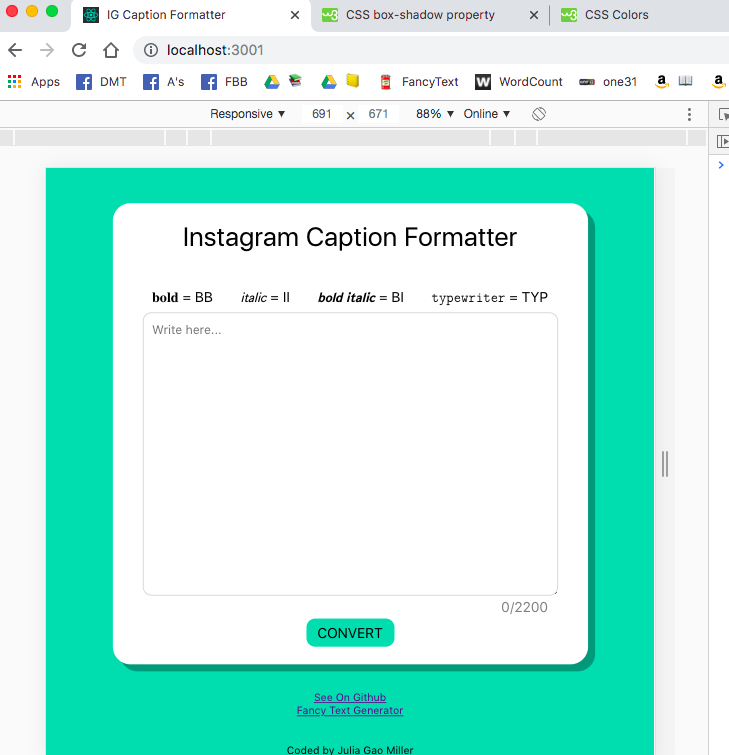 IG Caption Formatter
CSS box-shadow property
CSS Colors
localhost:3001
Apps DMT A's FBB FancyText WordCount one31
Responsive ▼ 691 × 671 88% ▼ Online ▼
Instagram Caption Formatter
bold = BB italic = II bold italic = BI typewriter = TYP
Write here...
0/2200
CONVERT
See On Github
Fancy Text Generator
Coded by Julia Gao Miller